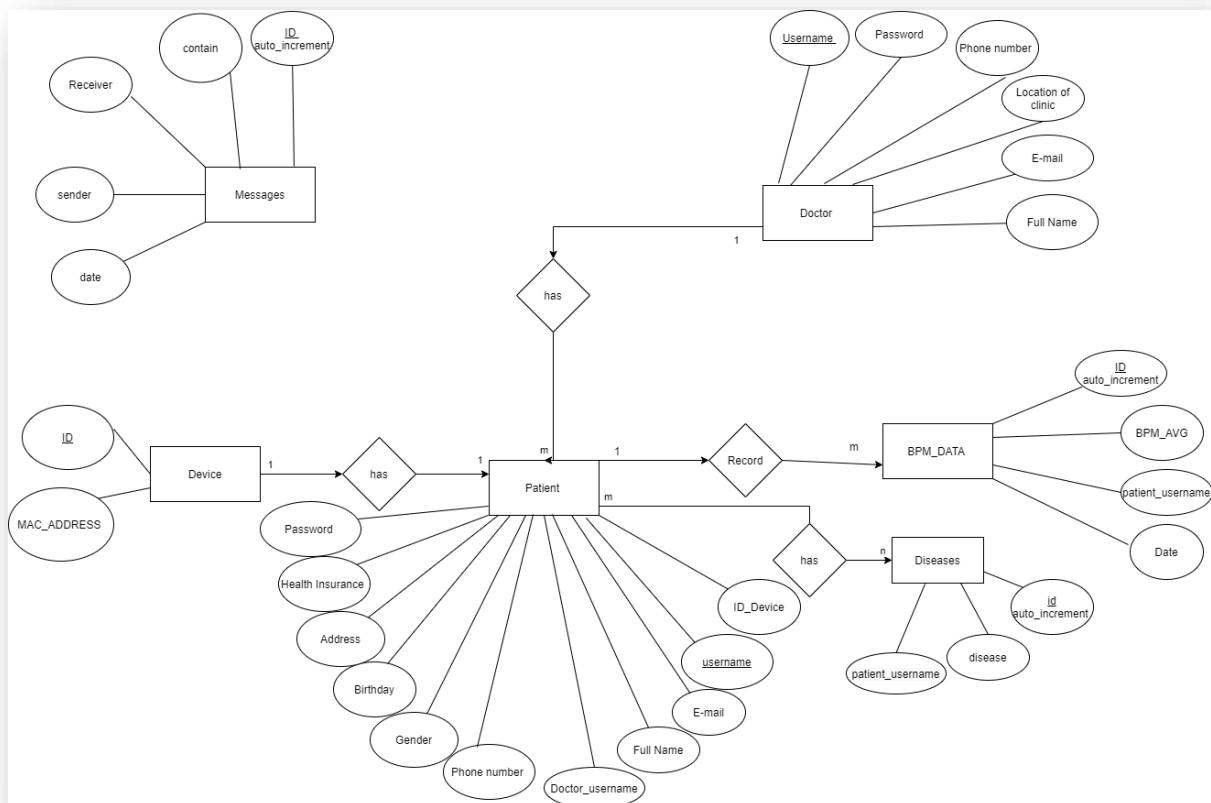 ID
auto_increment
contain
Receiver
sender
date
Messages
Username
Password
Phone number
Location of
clinic
E-mail
Full Name
Doctor
1
has
m
ID
MAC_ADDRESS
Device
1
has
1
Patient
1
Record
m
BPM_DATA
ID
auto_increment
BPM_AVG
patient_username
Date
m
has
n
Diseases
id
auto_increment
disease
patient_username
Password
Health Insurance
Address
Birthday
Gender
Phone number
Doctor_username
Full Name
E-mail
username
ID_Device